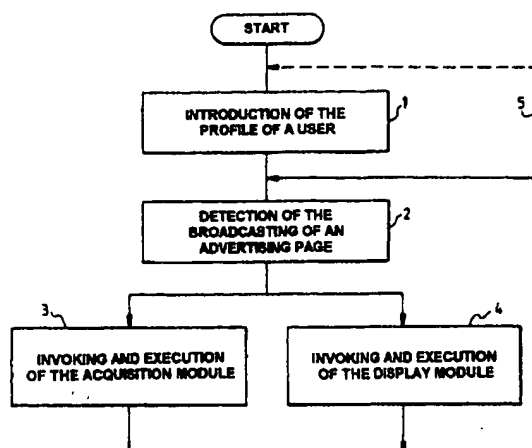 START
INTRODUCTION OF THE
PROFILE OF A USER
1
5
DETECTION OF THE
BROADCASTING OF AN
ADVERTISING PAGE
2
3
INVOKING AND EXECUTION
OF THE ACQUISITION MODULE
4
INVOKING AND EXECUTION
OF THE DISPLAY MODULE